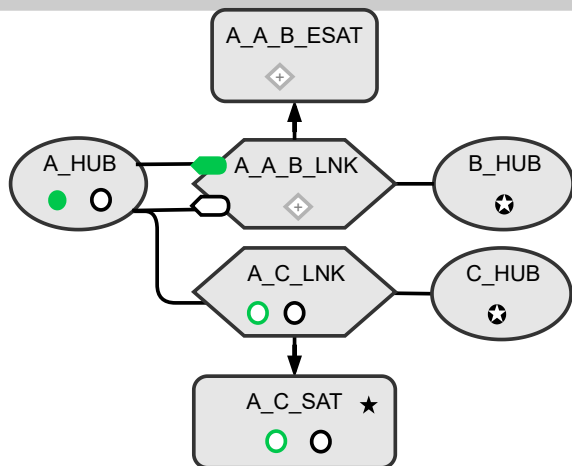 A_A_B_ESAT
A_HUB
A_A_B_LNK
B_HUB
A_C_LNK
C_HUB
A_C_SAT